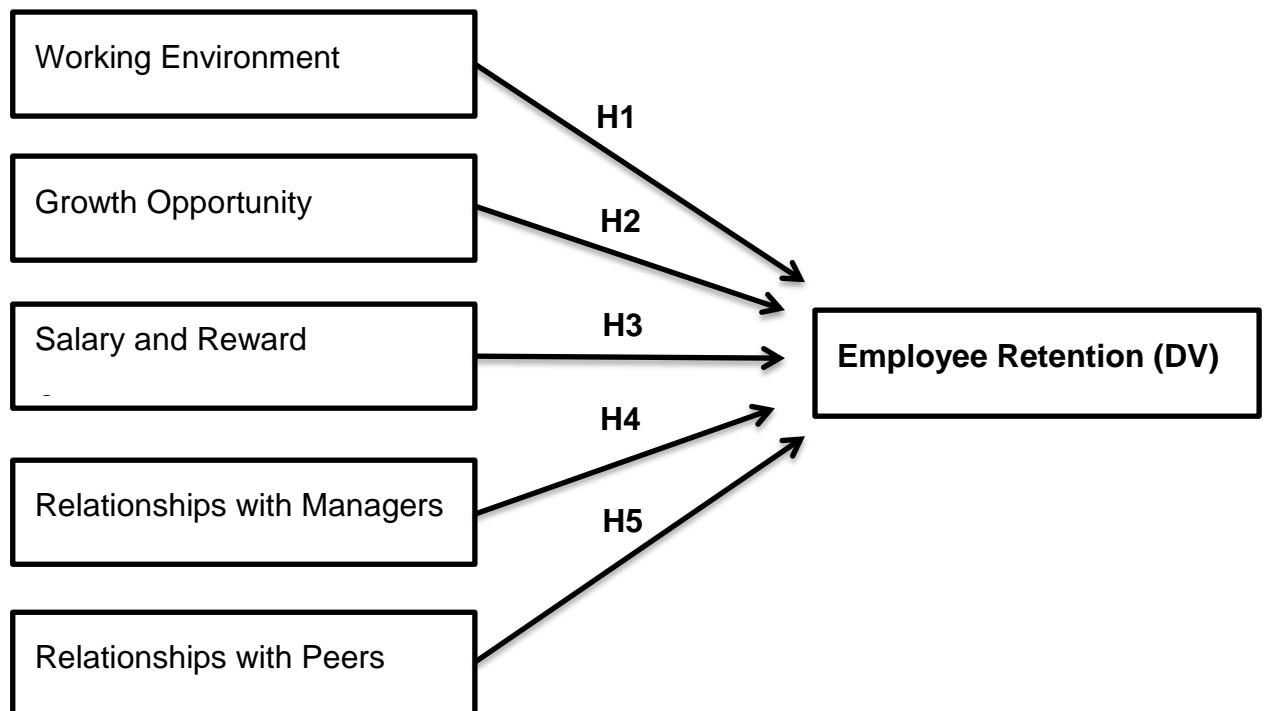 Working Environment
H1
Growth Opportunity
H2
Salary and Reward
H3
Employee Retention (DV)
H4
Relationships with Managers
H5
Relationships with Peers